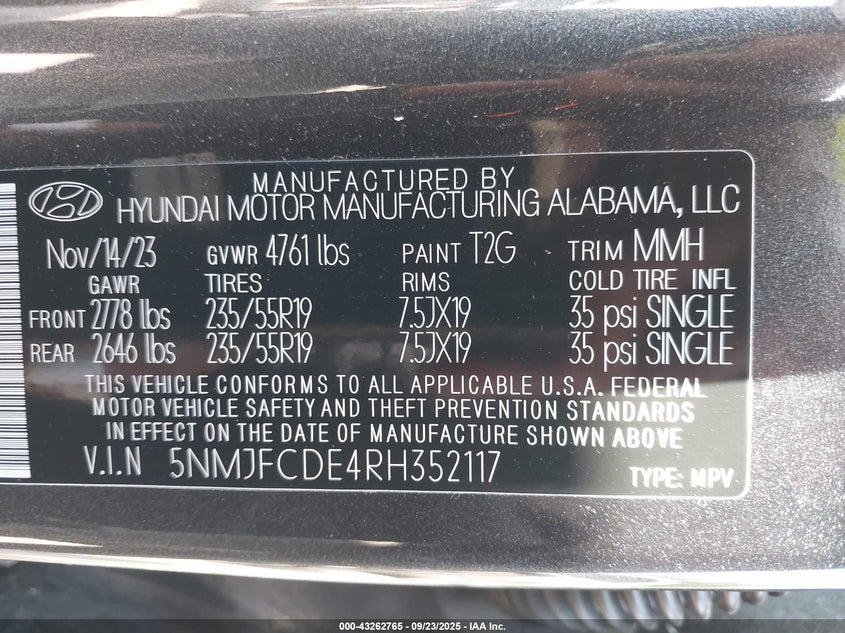 MANUFACTURED BY
HYUNDAI MOTOR MANUFACTURING ALABAMA, LLC
Nov/14/23 GVWR 4761 lbs PAINT T2G TRIM MMH
GAWR TIRES RIMS COLD TIRE INFL
FRONT 2778 lbs 235/55R19 7.5JX19 35 psi SINGLE
REAR 2646 lbs 235/55R19 7.5JX19 35 psi SINGLE
THIS VEHICLE CONFORMS TO ALL APPLICABLE U.S.A. FEDERAL
MOTOR VEHICLE SAFETY AND THEFT PREVENTION STANDARDS
IN EFFECT ON THE DATE OF MANUFACTURE SHOWN ABOVE
V.I.N 5NMJFCDE4RH352117 TYPE: MPV
000-43262765 - 09/23/2025 - IAA Inc.